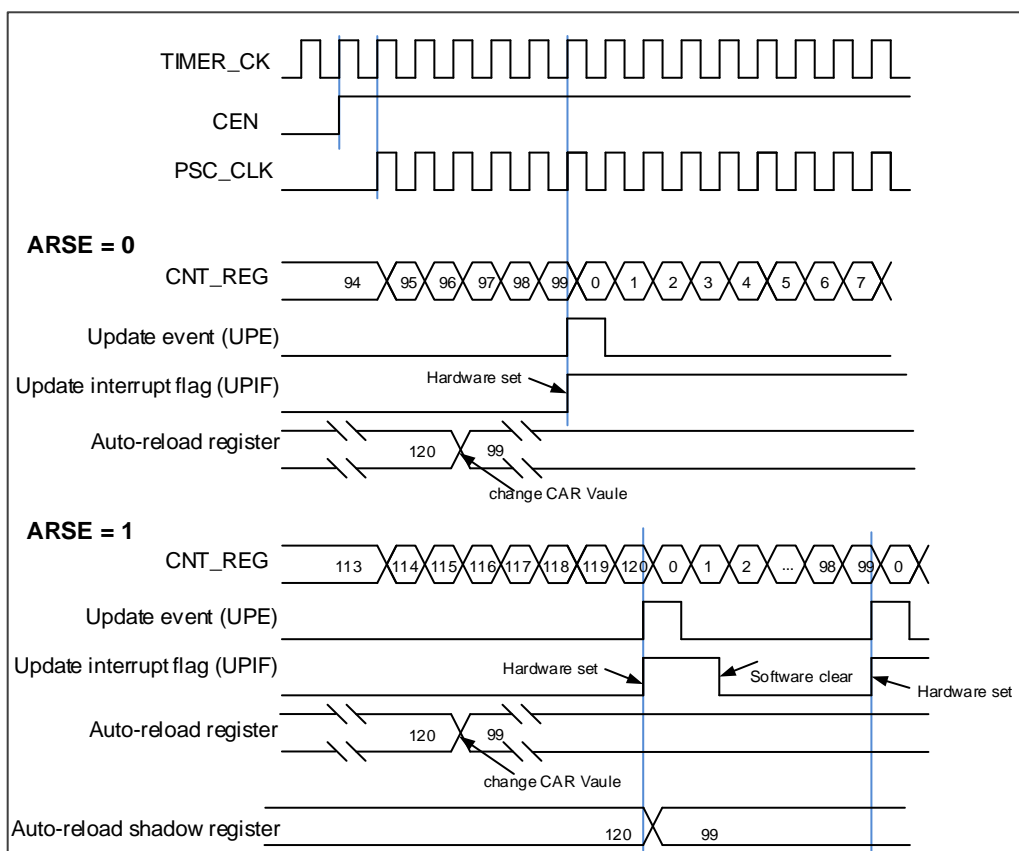 TIMER_CK
CEN
PSC_CLK
ARSE = 0
CNT_REG 94 95 96 97 98 99 0 1 2 3 4 5 6 7
Update event (UPE)
Update interrupt flag (UPIF) Hardware set
Auto-reload register 120 99
change CAR Vaule
ARSE = 1
CNT_REG 113 114 115 116 117 118 119 120 0 1 2 ... 98 99 0
Update event (UPE)
Update interrupt flag (UPIF) Hardware set Software clear Hardware set
Auto-reload register 120 99
change CAR Vaule
Auto-reload shadow register 120 99